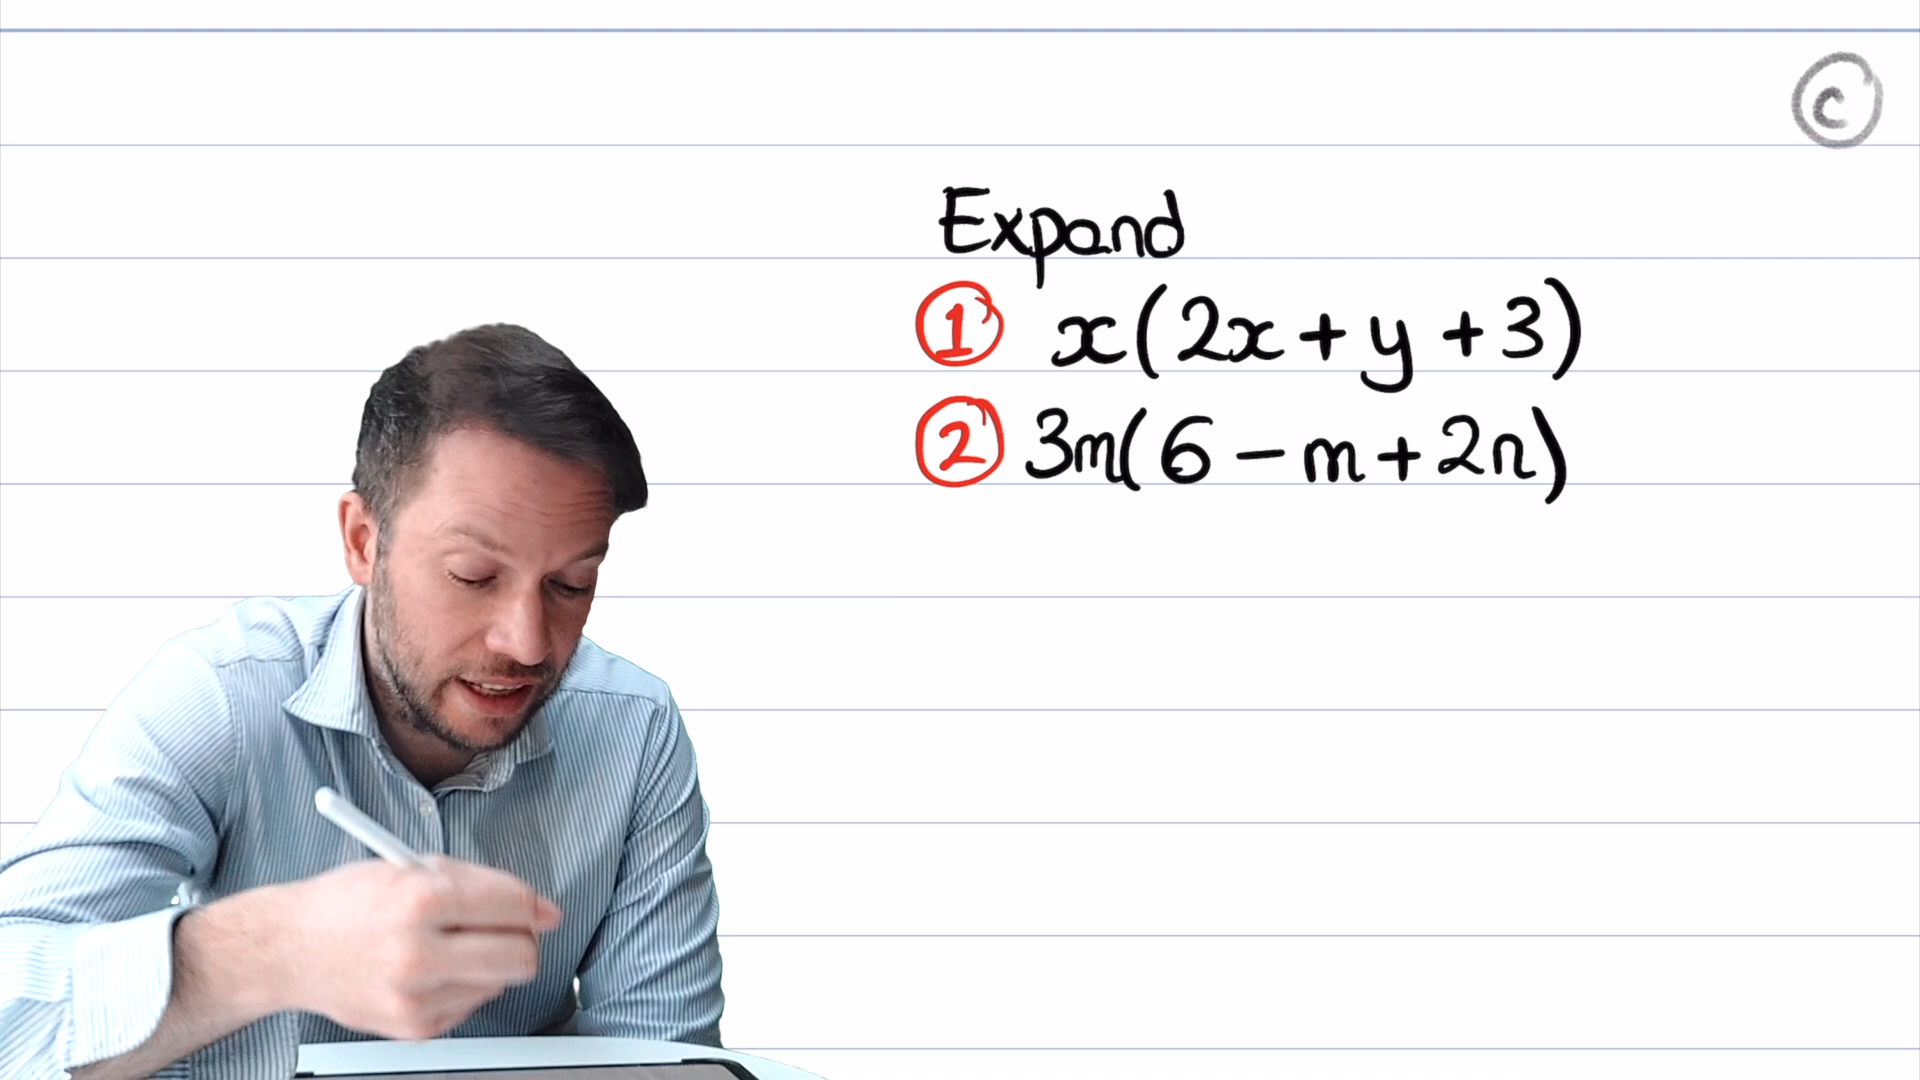 C
Expand
1 x(2x + y + 3)
2 3m(6 - m + 2n)